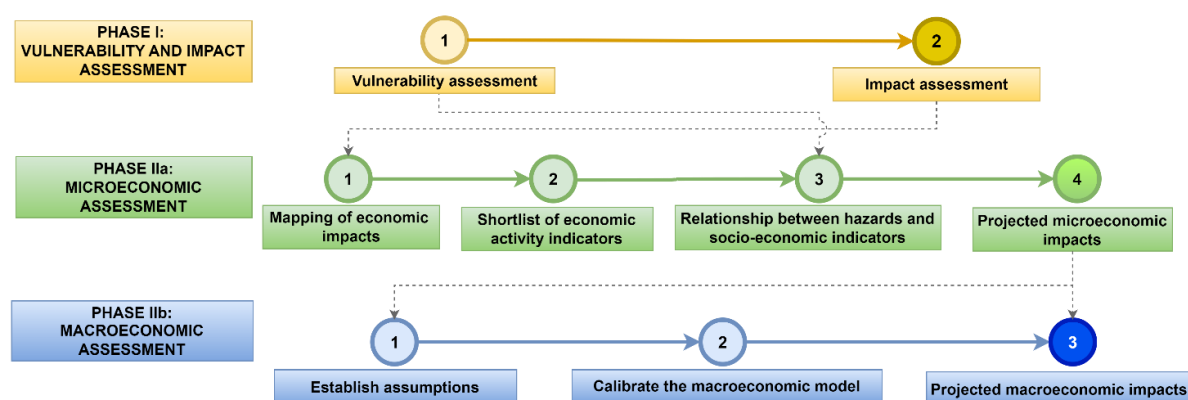 PHASE I:
VULNERABILITY AND IMPACT
ASSESSMENT
1
2
Vulnerability assessment
Impact assessment
PHASE IIa:
MICROECONOMIC
ASSESSMENT
1
2
3
4
Mapping of economic
impacts
Shortlist of economic
activity indicators
Relationship between hazards and
socio-economic indicators
Projected microeconomic
impacts
PHASE IIb:
MACROECONOMIC
ASSESSMENT
1
2
3
Establish assumptions
Calibrate the macroeconomic model
Projected macroeconomic impacts